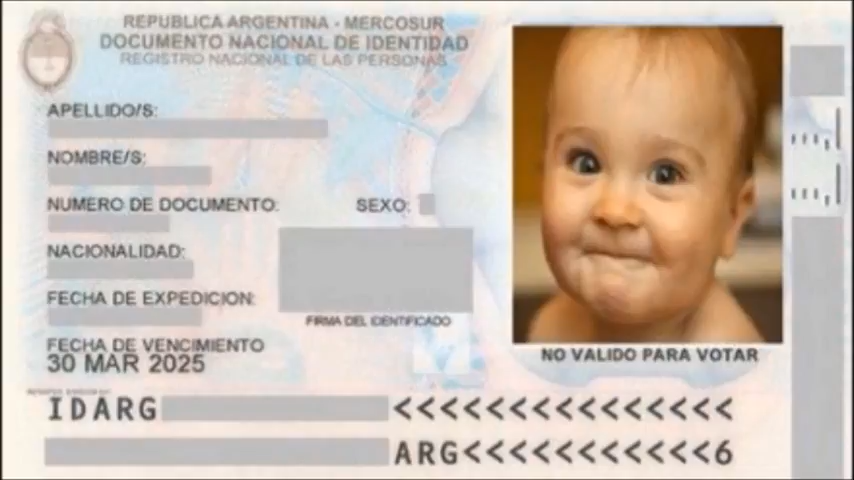 REPUBLICA ARGENTINA - MERCOSUR
DOCUMENTO NACIONAL DE IDENTIDAD
REGISTRO NACIONAL DE LAS PERSONAS
APELLIDO/S:
NOMBRE/S:
NUMERO DE DOCUMENTO:
SEXO:
NACIONALIDAD:
FECHA DE EXPEDICION:
FIRMA DEL IDENTIFICADO
FECHA DE VENCIMIENTO
30 MAR 2025
NO VALIDO PARA VOTAR
IDARG <<<<<<<<<<<<<<<
ARG<<<<<<<<<<<6